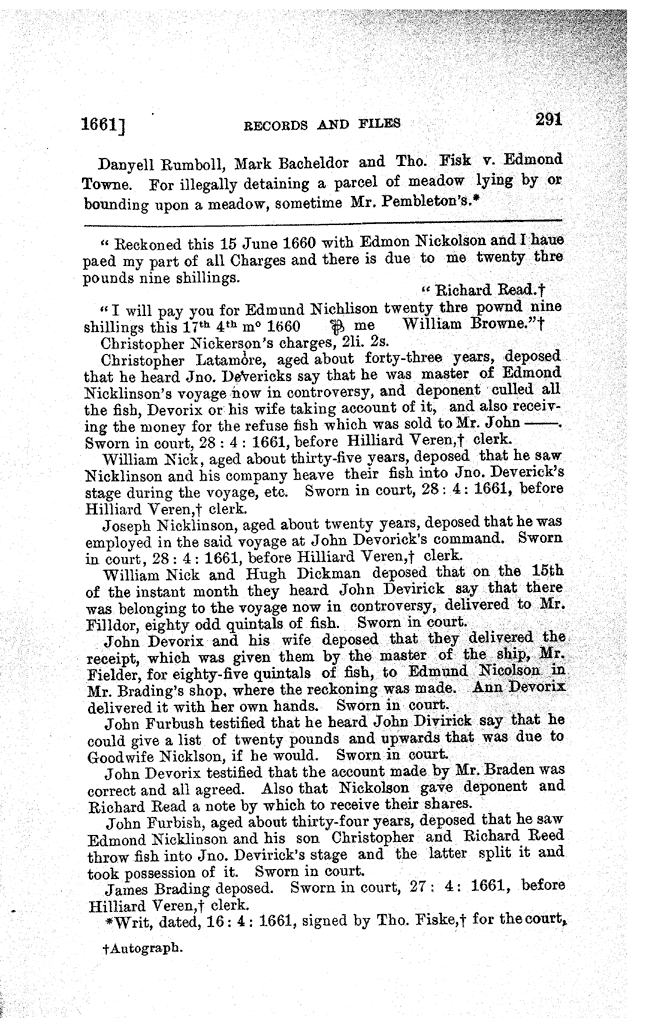 1661]
RECORDS AND FILES
291
Danyell Rumboll, Mark Bacheldor and Tho. Fisk v. Edmond
Towne. For illegally detaining a parcel of meadow lying by or
bounding upon a meadow, sometime Mr. Pembleton's.*
“ Reckoned this 15 June 1660 with Edmon Nickolson and I haue
paed my part of all Charges and there is due to me twenty thre
pounds nine shillings.
“ Richard Read.†
“ I will pay you for Edmund Nichlison twenty thre pownd nine
shillings this 17th 4th mo 1660 ⅌ me William Browne.”†
Christopher Nickerson's charges, 2li. 2s.
Christopher Latamore, aged about forty-three years, deposed
that he heard Jno. Devericks say that he was master of Edmond
Nicklinson's voyage now in controversy, and deponent culled all
the fish, Devorix or his wife taking account of it, and also receiv-
ing the money for the refuse fish which was sold to Mr. John ——.
Sworn in court, 28 : 4 : 1661, before Hilliard Veren,† clerk.
William Nick, aged about thirty-five years, deposed that he saw
Nicklinson and his company heave their fish into Jno. Deverick's
stage during the voyage, etc. Sworn in court, 28 : 4 : 1661, before
Hilliard Veren,† clerk.
Joseph Nicklinson, aged about twenty years, deposed that he was
employed in the said voyage at John Devorick's command. Sworn
in court, 28 : 4 : 1661, before Hilliard Veren,† clerk.
William Nick and Hugh Dickman deposed that on the 15th
of the instant month they heard John Devirick say that there
was belonging to the voyage now in controversy, delivered to Mr.
Filldor, eighty odd quintals of fish. Sworn in court.
John Devorix and his wife deposed that they delivered the
receipt, which was given them by the master of the ship, Mr.
Fielder, for eighty-five quintals of fish, to Edmund Nicolson in
Mr. Brading's shop, where the reckoning was made. Ann Devorix
delivered it with her own hands. Sworn in court.
John Furbush testified that he heard John Divirick say that he
could give a list of twenty pounds and upwards that was due to
Goodwife Nicklson, if he would. Sworn in court.
John Devorix testified that the account made by Mr. Braden was
correct and all agreed. Also that Nickolson gave deponent and
Richard Read a note by which to receive their shares.
John Furbish, aged about thirty-four years, deposed that he saw
Edmond Nicklinson and his son Christopher and Richard Reed
throw fish into Jno. Devirick's stage and the latter split it and
took possession of it. Sworn in court.
James Brading deposed. Sworn in court, 27 : 4 : 1661, before
Hilliard Veren,† clerk.
*Writ, dated, 16 : 4 : 1661, signed by Tho. Fiske,† for the court,
†Autograph.